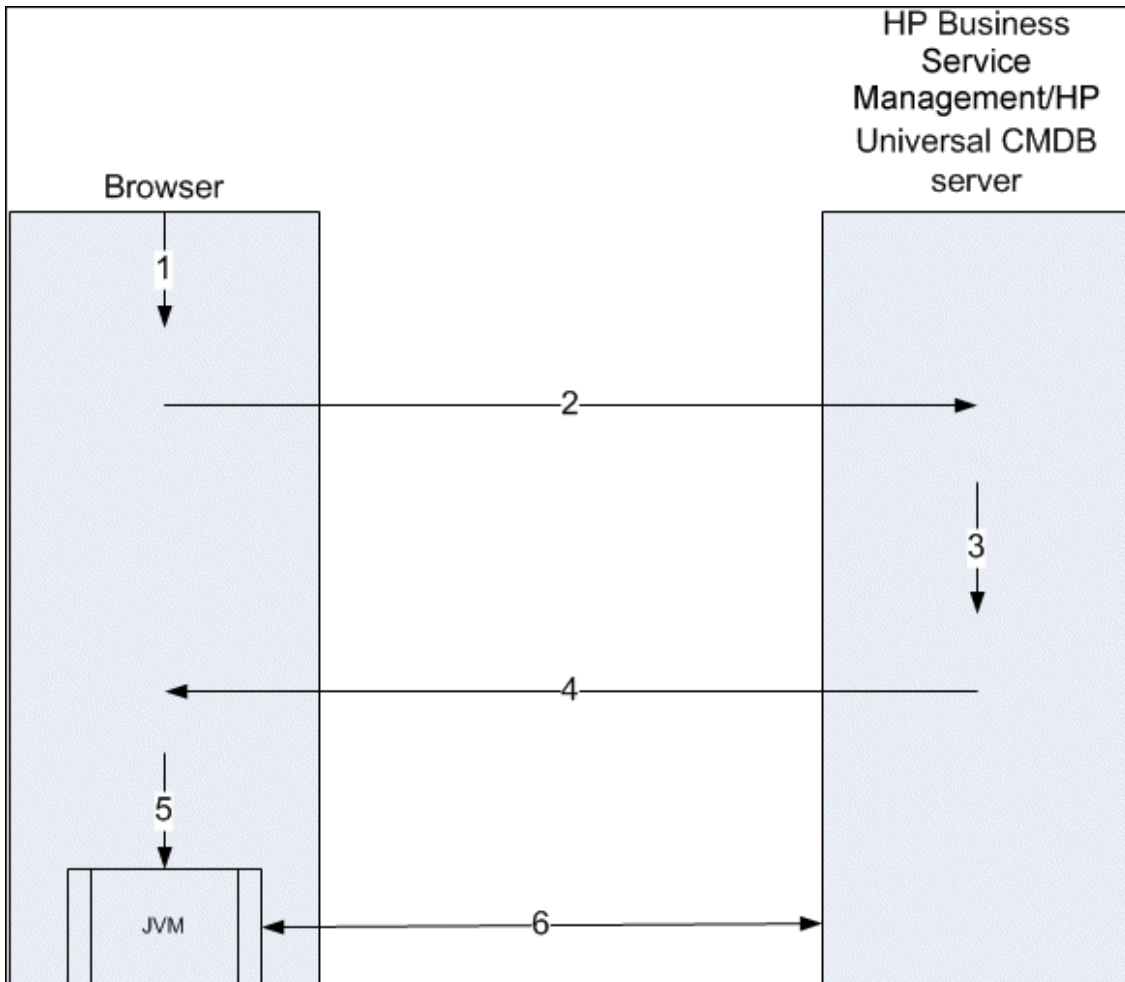 HP Business
Service
Management/HP
Universal CMDB
server
Browser
1
2
3
4
5
JVM
6